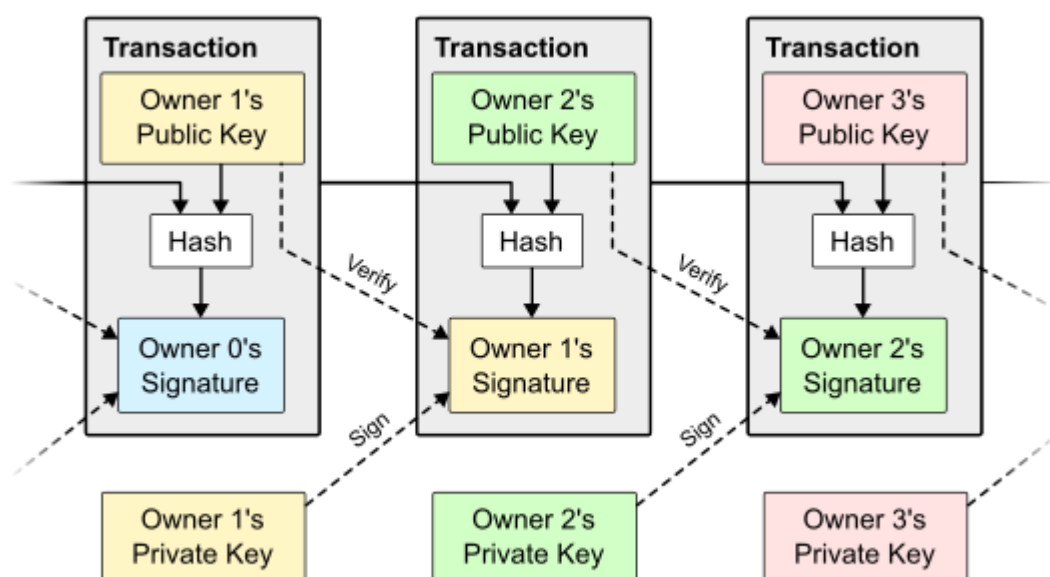 Transaction
Owner 1's
Public Key
Hash
Owner 0's
Signature
Transaction
Owner 2's
Public Key
Hash
Verify
Owner 1's
Signature
Sign
Transaction
Owner 3's
Public Key
Hash
Verify
Owner 2's
Signature
Sign
Owner 1's
Private Key
Owner 2's
Private Key
Owner 3's
Private Key